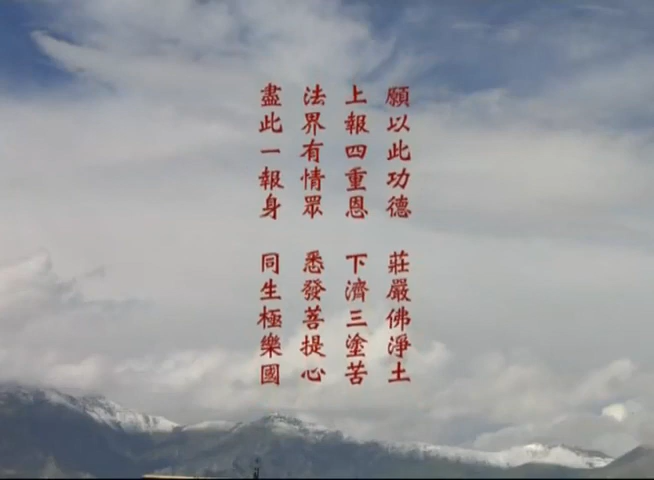 願以此功德 莊嚴佛淨土
上報四重恩 下濟三塗苦
法界有情眾 悉發菩提心
盡此一報身 同生極樂國